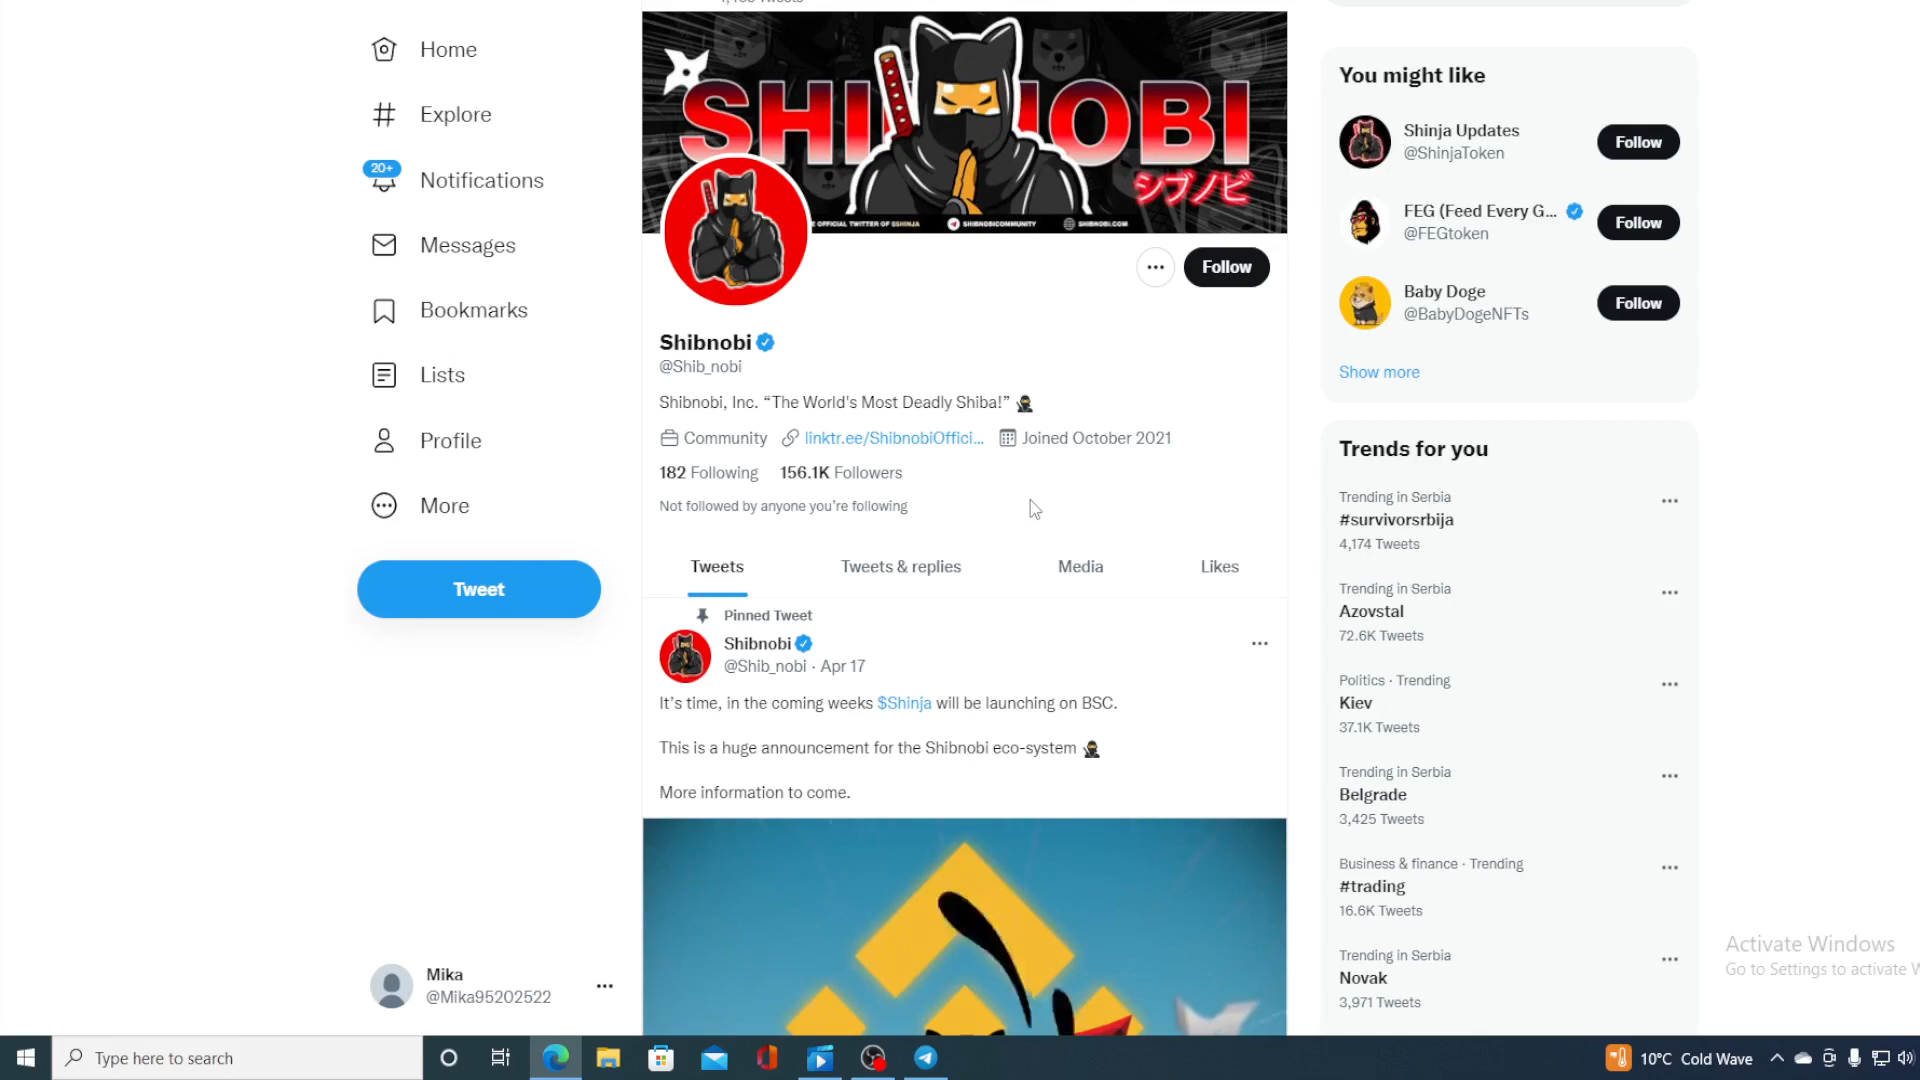 Home
Explore
20+
Notifications
Messages
Bookmarks
Lists
Profile
More
Tweet
Mika
@Mika95202522
SHIBNOBI
シブノビ
E OFFICIAL TWITTER OF $SHINJA
SHIBNOBICOMMUNITY
SHIBNOBI.COM
Follow
Shibnobi
@Shib_nobi
Shibnobi, Inc. “The World's Most Deadly Shiba!”
Community linktr.ee/ShibnobiOffici... Joined October 2021
182 Following 156.1K Followers
Not followed by anyone you’re following
Tweets Tweets & replies Media Likes
Pinned Tweet
Shibnobi
@Shib_nobi · Apr 17
It’s time, in the coming weeks $Shinja will be launching on BSC.
This is a huge announcement for the Shibnobi eco-system
More information to come.
You might like
Shinja Updates
@ShinjaToken
Follow
FEG (Feed Every G...
@FEGtoken
Follow
Baby Doge
@BabyDogeNFTs
Follow
Show more
Trends for you
Trending in Serbia
#survivorsrbija
4,174 Tweets
Trending in Serbia
Azovstal
72.6K Tweets
Politics · Trending
Kiev
37.1K Tweets
Trending in Serbia
Belgrade
3,425 Tweets
Business & finance · Trending
#trading
16.6K Tweets
Trending in Serbia
Novak
3,971 Tweets
Activate Windows
Go to Settings to activate W
Type here to search
10°C Cold Wave